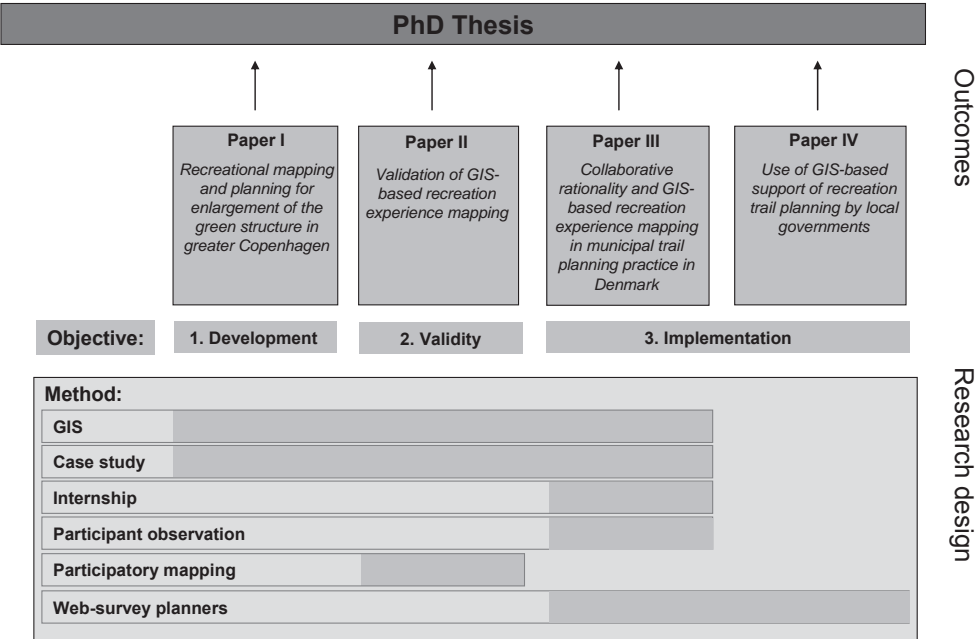 PhD Thesis
Outcomes
Paper I
Recreational mapping
and planning for
enlargement of the
green structure in
greater Copenhagen
Paper II
Validation of GIS-
based recreation
experience mapping
Paper III
Collaborative
rationality and GIS-
based recreation
experience mapping
in municipal trail
planning practice in
Denmark
Paper IV
Use of GIS-based
support of recreation
trail planning by local
governments
Objective:
1. Development
2. Validity
3. Implementation
Research design
Method:
GIS
Case study
Internship
Participant observation
Participatory mapping
Web-survey planners